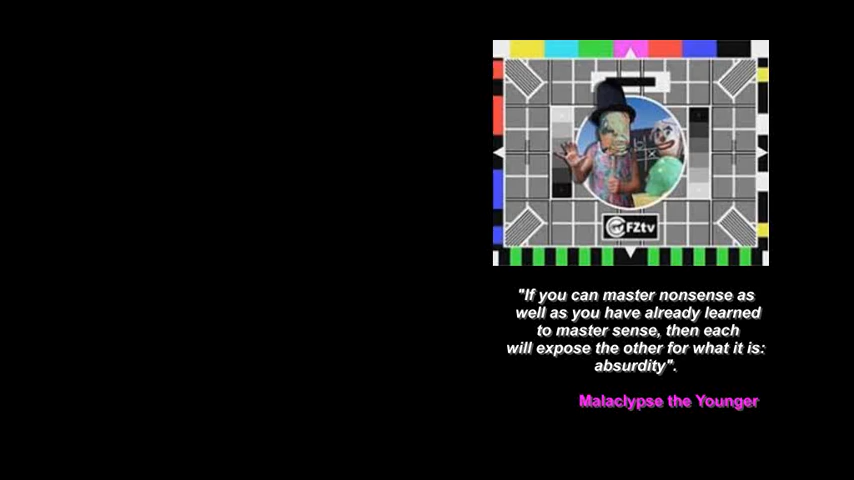 CFZtv
"If you can master nonsense as
well as you have already learned
to master sense, then each
will expose the other for what it is:
absurdity".
Malaclypse the Younger